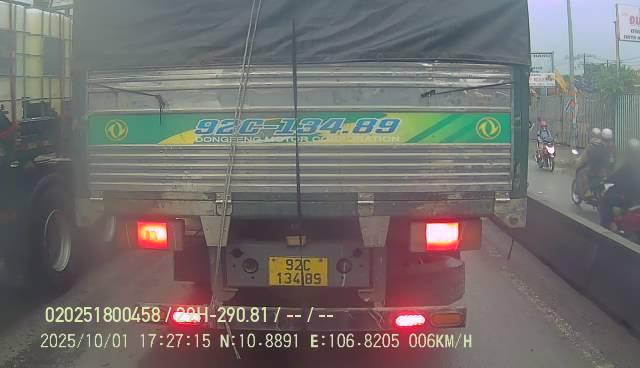 92C-134.89
DONGFENG MOTOR CORPORATION
92C
134.89
020251800458 / 29H-290.81 / -- / --
2025/10/01 17:27:15 N:10.8891 E:106.8205 006KM/H